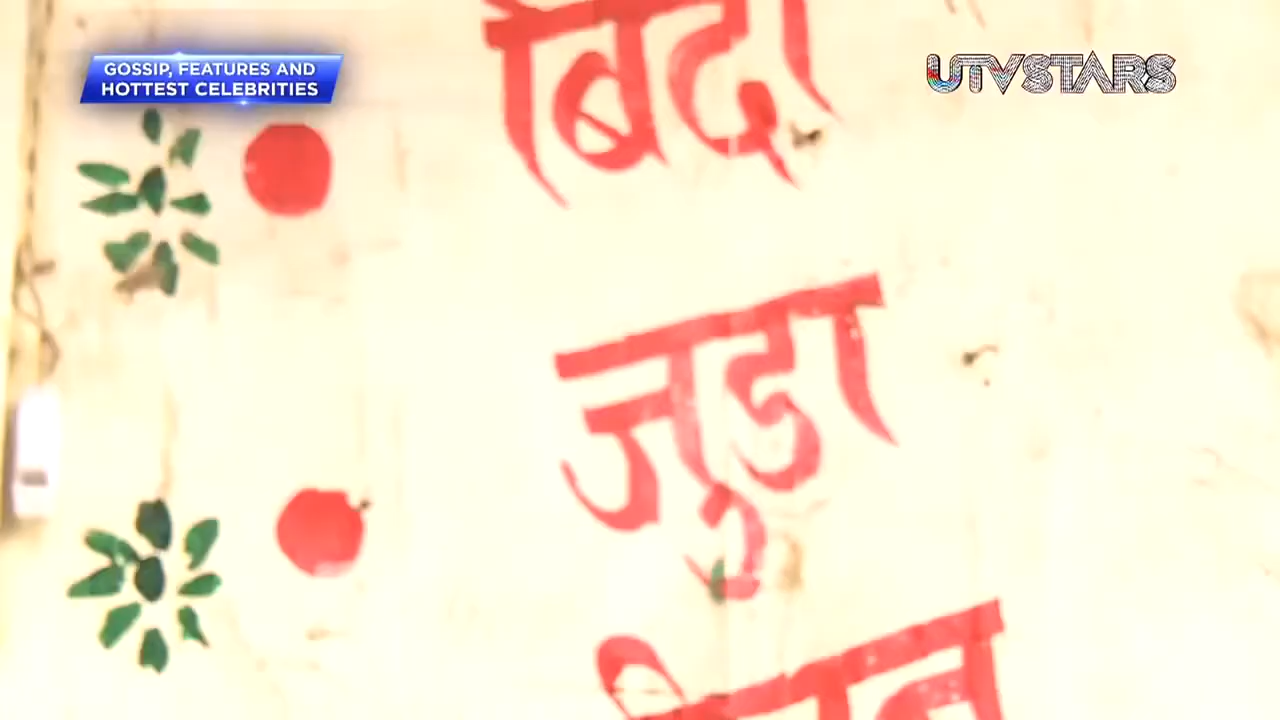 GOSSIP, FEATURES AND
HOTTEST CELEBRITIES
UTVSTARS
बिंदी
जुडा